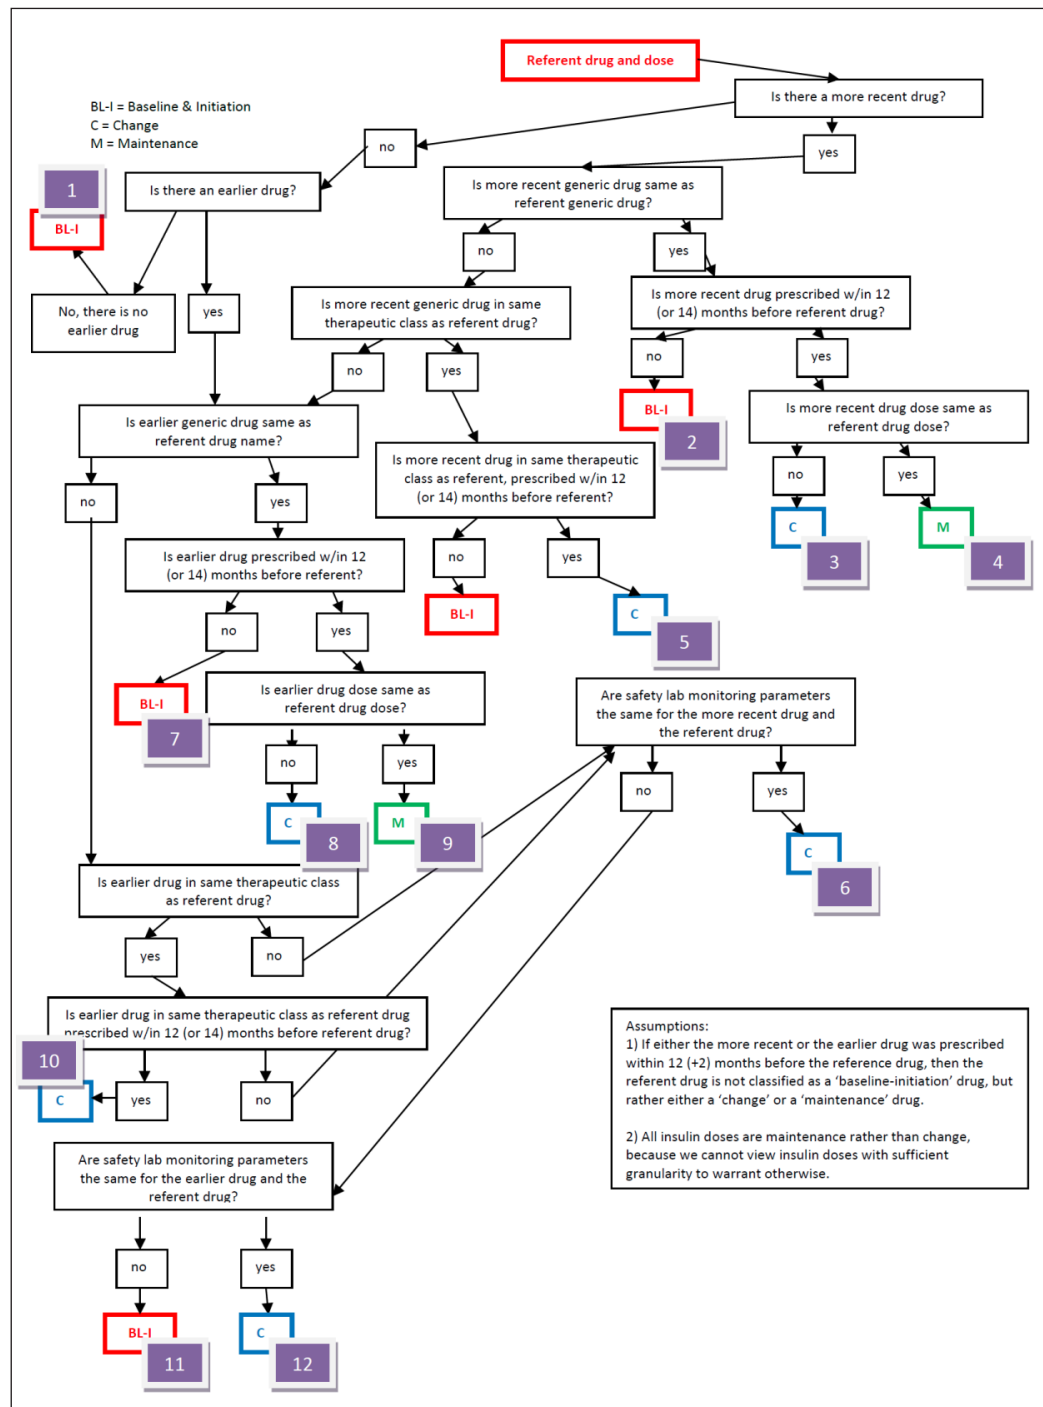 Referent drug and dose
Is there a more recent drug?
BL-I = Baseline & Initiation
C = Change
M = Maintenance
no
yes
1
BL-I
Is there an earlier drug?
Is more recent generic drug same as
referent generic drug?
no
yes
No, there is no
earlier drug
yes
Is more recent generic drug in same
therapeutic class as referent drug?
Is more recent drug prescribed w/in 12
(or 14) months before referent drug?
no
yes
no
yes
BL-I
2
Is earlier generic drug same as
referent drug name?
Is more recent drug dose same as
referent drug dose?
Is more recent drug in same therapeutic
class as referent, prescribed w/in 12
(or 14) months before referent?
no
yes
no
yes
C
3
M
4
Is earlier drug prescribed w/in 12
(or 14) months before referent?
no
yes
BL-I
C
5
no
yes
BL-I
7
Is earlier drug dose same as
referent drug dose?
Are safety lab monitoring parameters
the same for the more recent drug and
the referent drug?
no
yes
no
yes
C
8
M
9
C
6
Is earlier drug in same therapeutic class
as referent drug?
yes
no
Is earlier drug in same therapeutic class as referent drug
prescribed w/in 12 (or 14) months before referent drug?
10
C
yes
no
Assumptions:
1) If either the more recent or the earlier drug was prescribed
within 12 (+2) months before the reference drug, then the
referent drug is not classified as a ‘baseline-initiation’ drug, but
rather either a ‘change’ or a ‘maintenance’ drug.
2) All insulin doses are maintenance rather than change,
because we cannot view insulin doses with sufficient
granularity to warrant otherwise.
Are safety lab monitoring parameters
the same for the earlier drug and the
referent drug?
no
yes
BL-I
11
C
12